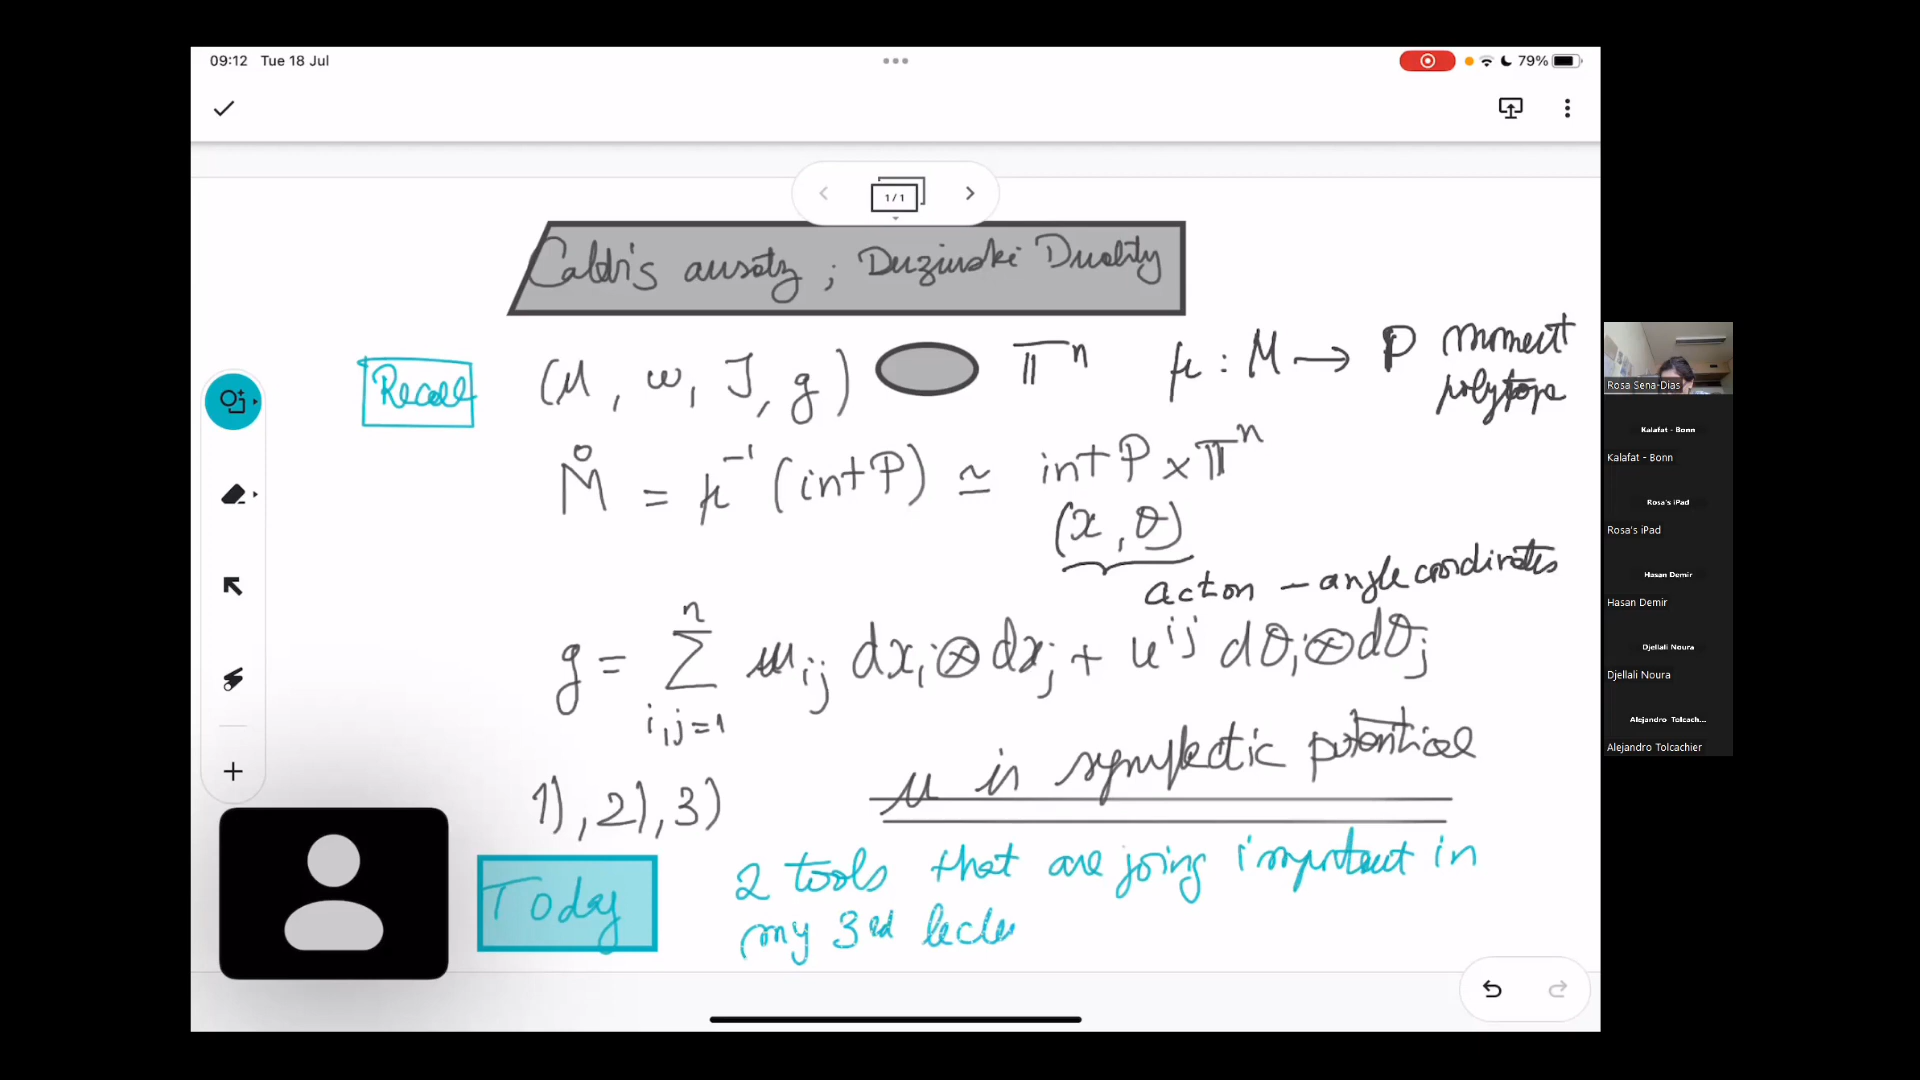 09:12 Tue 18 Jul
79%
1/1
Calabi's ansatz ; Duzinski Duality
Recall
(M, ω, J, g) 𝕋ⁿ μ : M → P moment polytope
M̊ = μ⁻¹(int P) ≃ int P × 𝕋ⁿ
(x, θ)
action - angle coordinates
g = Σ_{i,j=1}^{n} u_{ij} dx_i ⊗ dx_j + u^{ij} dθ_i ⊗ dθ_j
1), 2), 3) u is symplectic potential
Today
2 tools that are going important in
my 3rd lectu
Rosa Sena-Dias
Kalafat - Bonn
Kalafat - Bonn
Rosa's iPad
Rosa's iPad
Hasan Demir
Hasan Demir
Djellali Noura
Djellali Noura
Alejandro Tolcach...
Alejandro Tolcachier